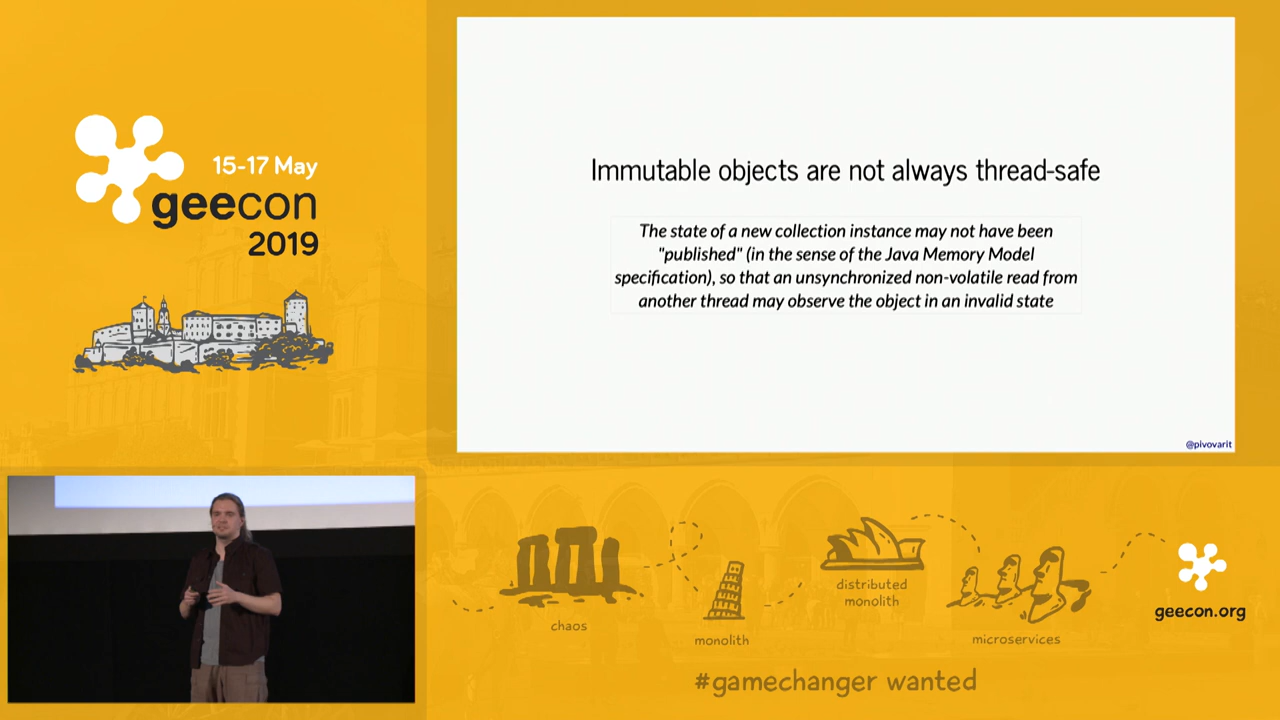 15-17 May
geecon
2019
Immutable objects are not always thread-safe
The state of a new collection instance may not have been
"published" (in the sense of the Java Memory Model
specification), so that an unsynchronized non-volatile read from
another thread may observe the object in an invalid state
@pivovarit
chaos
monolith
distributed
monolith
microservices
geecon.org
#gamechanger wanted